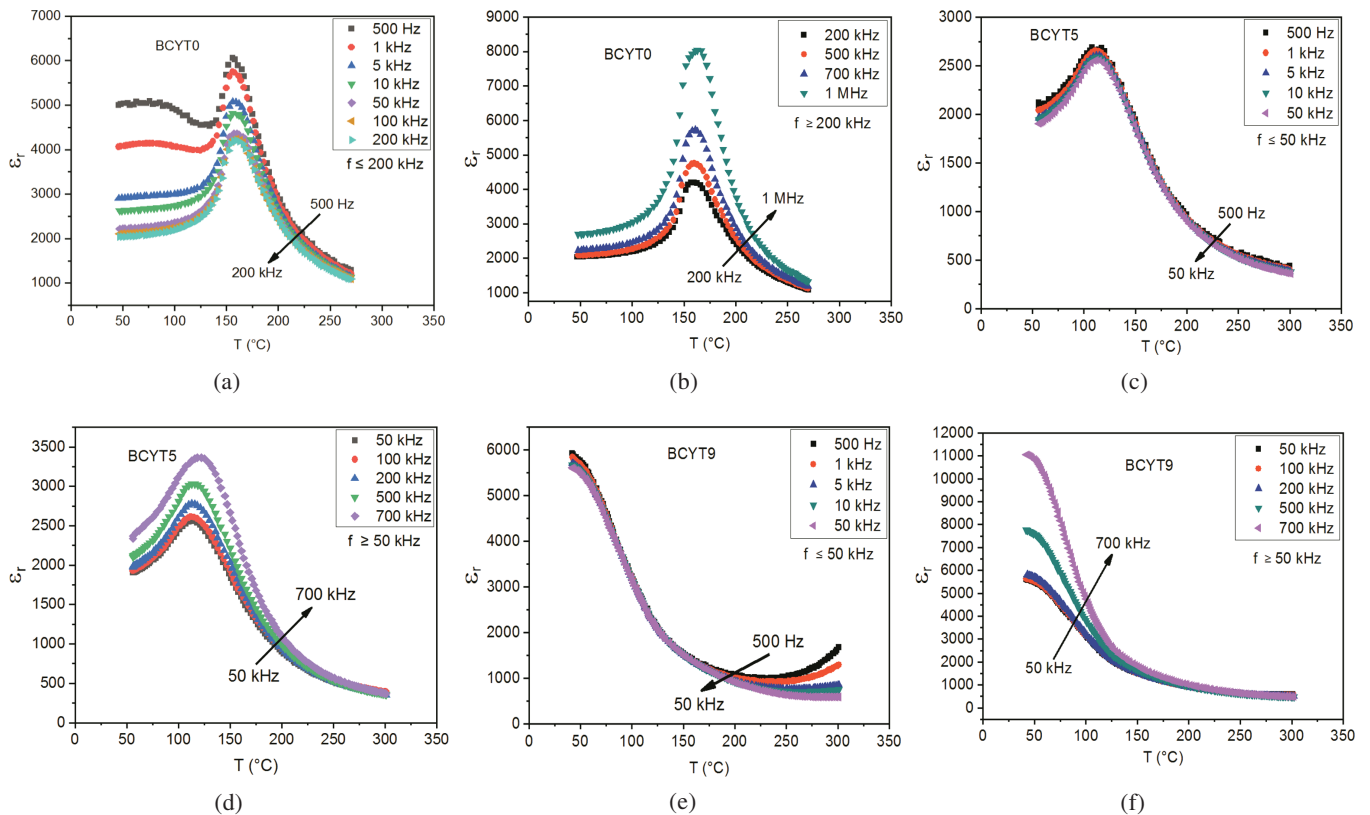 7000
6000
5000
4000
3000
2000
1000
εr
BCYT0
500 Hz
1 kHz
5 kHz
10 kHz
50 kHz
100 kHz
200 kHz
f ≤ 200 kHz
500 Hz
200 kHz
0 50 100 150 200 250 300 350
T (°C)
(a)
9000
8000
7000
6000
5000
4000
3000
2000
1000
εr
BCYT0
200 kHz
500 kHz
700 kHz
1 MHz
f ≥ 200 kHz
1 MHz
200 kHz
0 50 100 150 200 250 300 350
T (°C)
(b)
3000
2500
2000
1500
1000
500
0
εr
BCYT5
500 Hz
1 kHz
5 kHz
10 kHz
50 kHz
f ≤ 50 kHz
500 Hz
50 kHz
0 50 100 150 200 250 300 350
T (°C)
(c)
3500
3000
2500
2000
1500
1000
500
0
εr
BCYT5
50 kHz
100 kHz
200 kHz
500 kHz
700 kHz
f ≥ 50 kHz
700 kHz
50 kHz
0 50 100 150 200 250 300 350
T (°C)
(d)
6000
5000
4000
3000
2000
1000
0
εr
BCYT9
500 Hz
1 kHz
5 kHz
10 kHz
50 kHz
f ≤ 50 kHz
500 Hz
50 kHz
0 50 100 150 200 250 300 350
T (°C)
(e)
12000
11000
10000
9000
8000
7000
6000
5000
4000
3000
2000
1000
0
εr
BCYT9
50 kHz
100 kHz
200 kHz
500 kHz
700 kHz
f ≥ 50 kHz
700 kHz
50 kHz
0 50 100 150 200 250 300 350
T (°C)
(f)